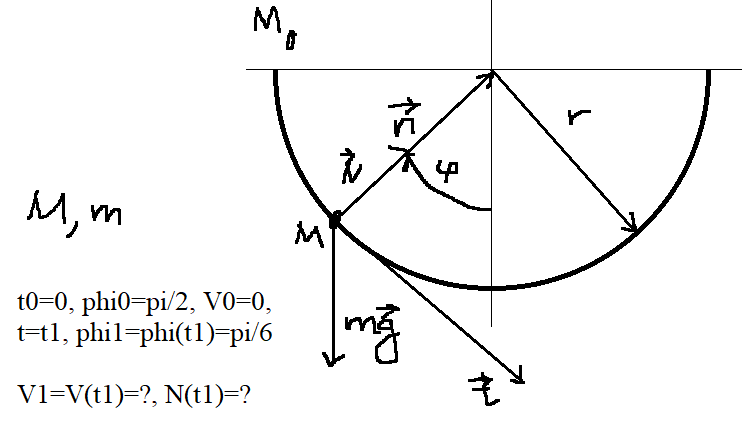 M₀
n⃗
r
φ
N⃗
M, m
M
t0=0, phi0=pi/2, V0=0,
t=t1, phi1=phi(t1)=pi/6
mg⃗
τ⃗
V1=V(t1)=?, N(t1)=?